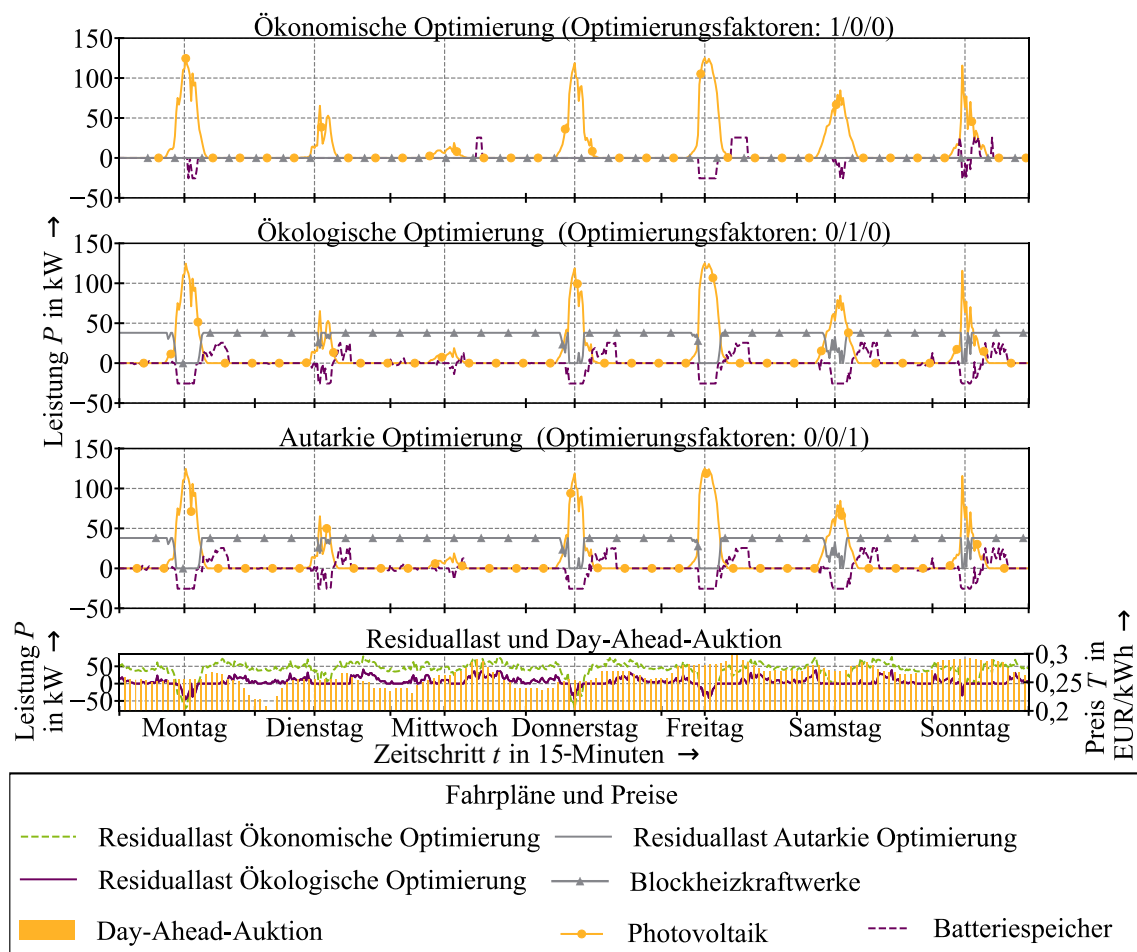 Ökonomische Optimierung (Optimierungsfaktoren: 1/0/0)
150
100
50
0
−50
Ökologische Optimierung (Optimierungsfaktoren: 0/1/0)
150
100
50
0
−50
Leistung P in kW →
Autarkie Optimierung (Optimierungsfaktoren: 0/0/1)
150
100
50
0
−50
Residuallast und Day-Ahead-Auktion
Leistung P
in kW →
50
0
−50
0,3
0,25
0,2
Preis T in
EUR/kWh →
Montag Dienstag Mittwoch Donnerstag Freitag Samstag Sonntag
Zeitschritt t in 15-Minuten →
Fahrpläne und Preise
Residuallast Ökonomische Optimierung
Residuallast Autarkie Optimierung
Residuallast Ökologische Optimierung
Blockheizkraftwerke
Day-Ahead-Auktion
Photovoltaik
Batteriespeicher